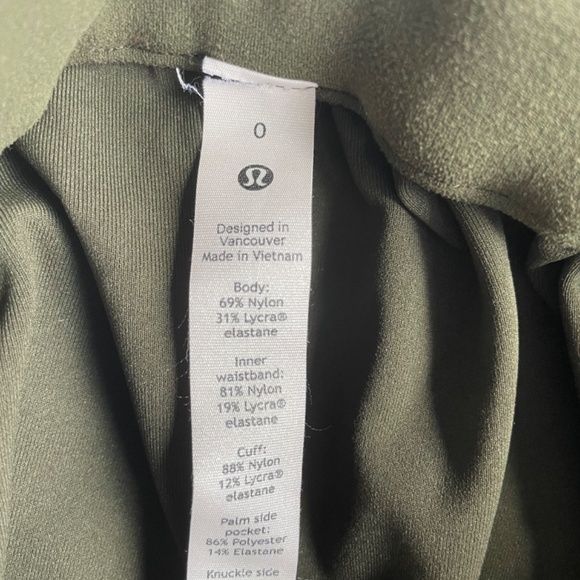 0
Designed in
Vancouver
Made in Vietnam
Body:
69% Nylon
31% Lycra®
elastane
Inner
waistband:
81% Nylon
19% Lycra®
elastane
Cuff:
88% Nylon
12% Lycra®
elastane
Palm side
pocket:
86% Polyester
14% Elastane
Knuckle side